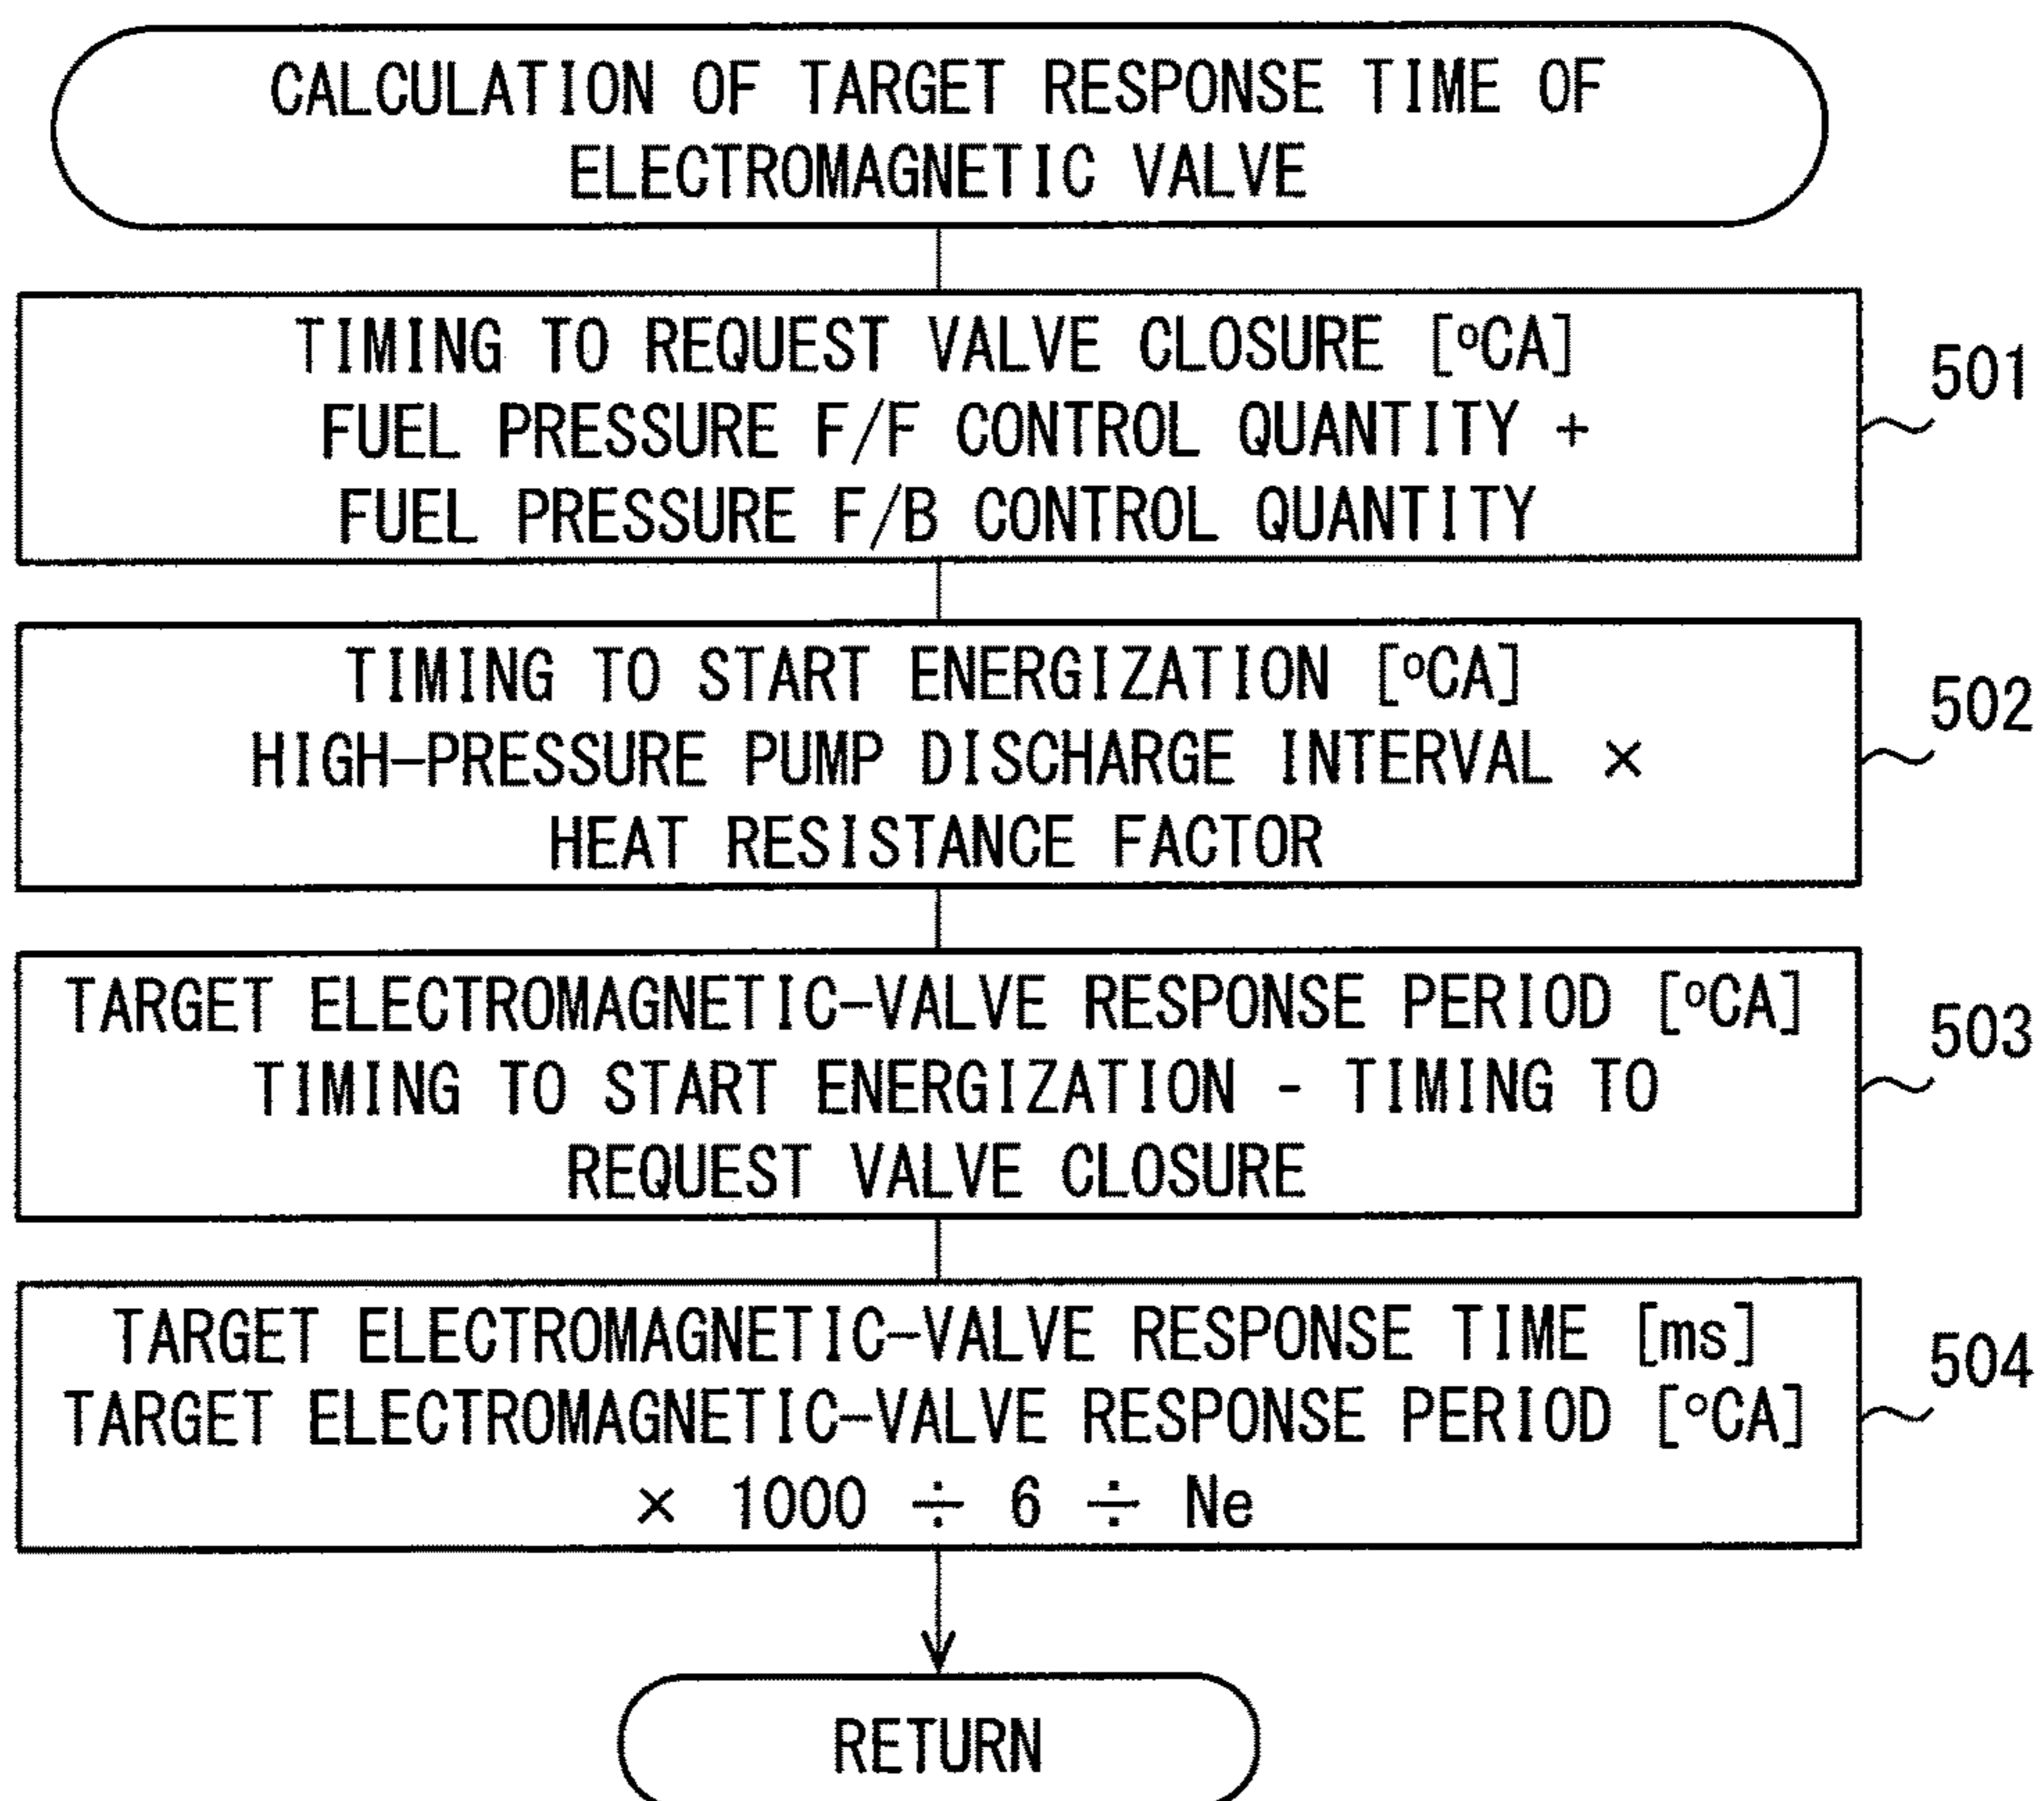 CALCULATION OF TARGET RESPONSE TIME OF
ELECTROMAGNETIC VALVE
TIMING TO REQUEST VALVE CLOSURE [°CA]
FUEL PRESSURE F/F CONTROL QUANTITY +
FUEL PRESSURE F/B CONTROL QUANTITY
501
TIMING TO START ENERGIZATION [°CA]
HIGH-PRESSURE PUMP DISCHARGE INTERVAL ×
HEAT RESISTANCE FACTOR
502
TARGET ELECTROMAGNETIC-VALVE RESPONSE PERIOD [°CA]
TIMING TO START ENERGIZATION - TIMING TO
REQUEST VALVE CLOSURE
503
TARGET ELECTROMAGNETIC-VALVE RESPONSE TIME [ms]
TARGET ELECTROMAGNETIC-VALVE RESPONSE PERIOD [°CA]
× 1000 ÷ 6 ÷ Ne
504
RETURN